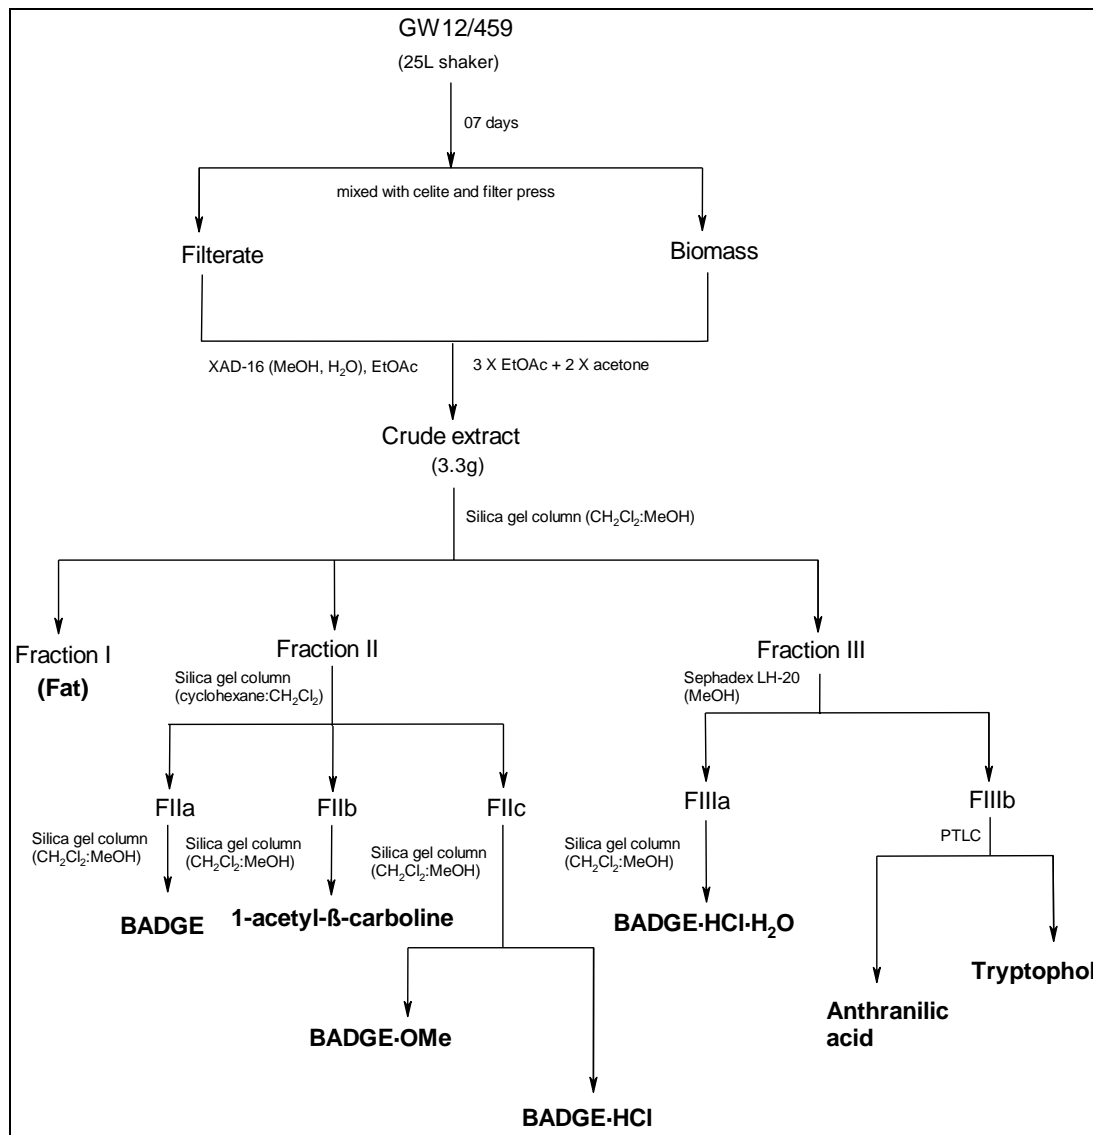 GW12/459
(25L shaker)
07 days
mixed with celite and filter press
Filterate
Biomass
XAD-16 (MeOH, H₂O), EtOAc
3 X EtOAc + 2 X acetone
Crude extract
(3.3g)
Silica gel column (CH₂Cl₂:MeOH)
Fraction I
(Fat)
Fraction II
Silica gel column
(cyclohexane:CH₂Cl₂)
Fraction III
Sephadex LH-20
(MeOH)
FIIa
FIIb
FIIc
FIIIa
FIIIb
Silica gel column
(CH₂Cl₂:MeOH)
Silica gel column
(CH₂Cl₂:MeOH)
Silica gel column
(CH₂Cl₂:MeOH)
Silica gel column
(CH₂Cl₂:MeOH)
PTLC
BADGE
1-acetyl-ß-carboline
BADGE·HCl·H₂O
Tryptophol
Anthranilic
acid
BADGE·OMe
BADGE·HCl